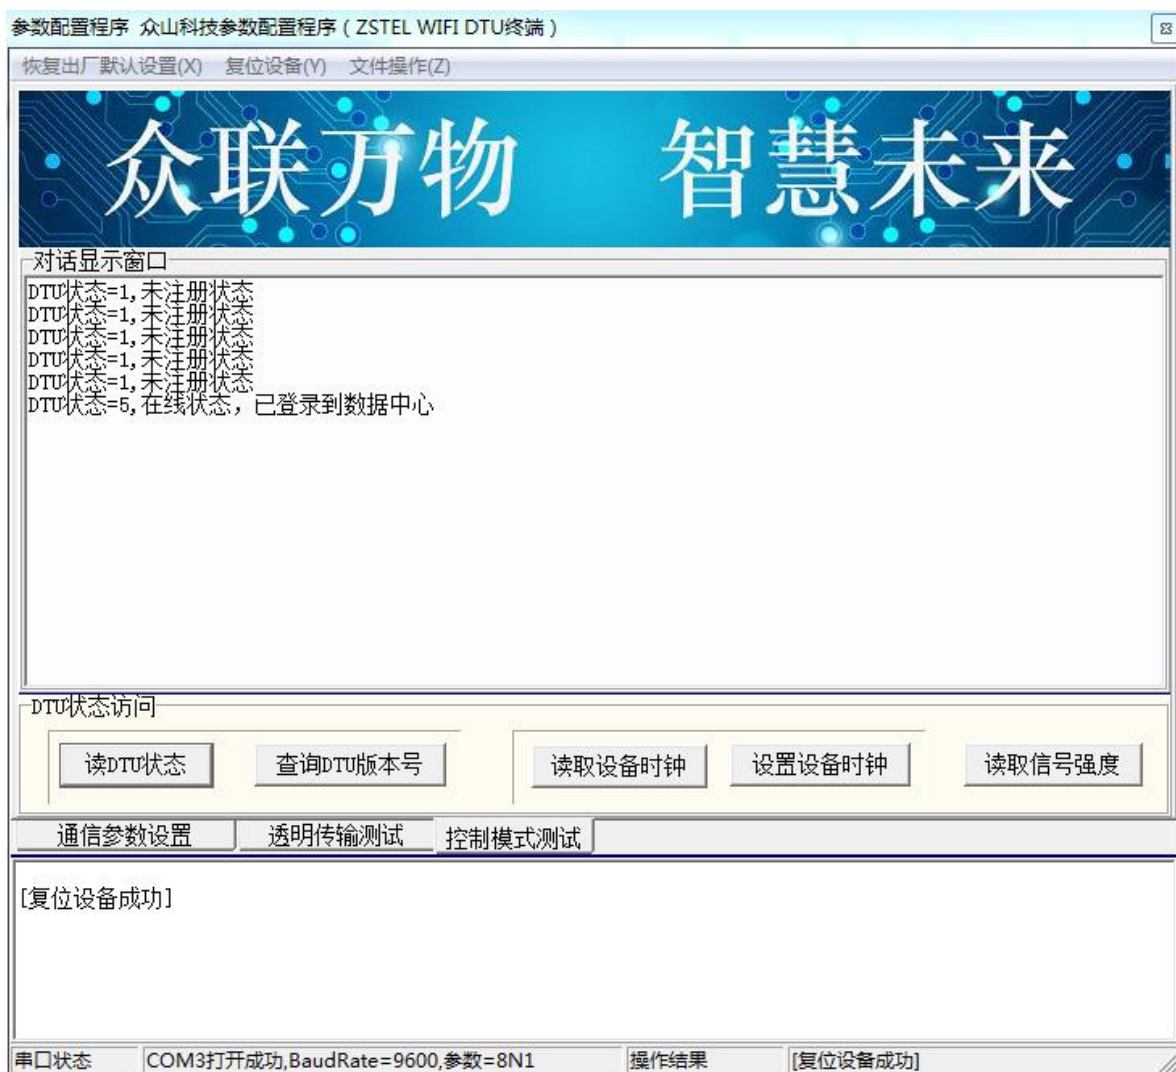 参数配置程序 众山科技参数配置程序（ZSTEL WIFI DTU终端）
恢复出厂默认设置(X) 复位设备(Y) 文件操作(Z)
众联万物 智慧未来
对话显示窗口
DTU状态=1,未注册状态
DTU状态=1,未注册状态
DTU状态=1,未注册状态
DTU状态=1,未注册状态
DTU状态=1,未注册状态
DTU状态=5,在线状态，已登录到数据中心
DTU状态访问
读DTU状态 查询DTU版本号 读取设备时钟 设置设备时钟 读取信号强度
通信参数设置 透明传输测试 控制模式测试
[复位设备成功]
串口状态 COM3打开成功,BaudRate=9600,参数=8N1 操作结果 [复位设备成功]